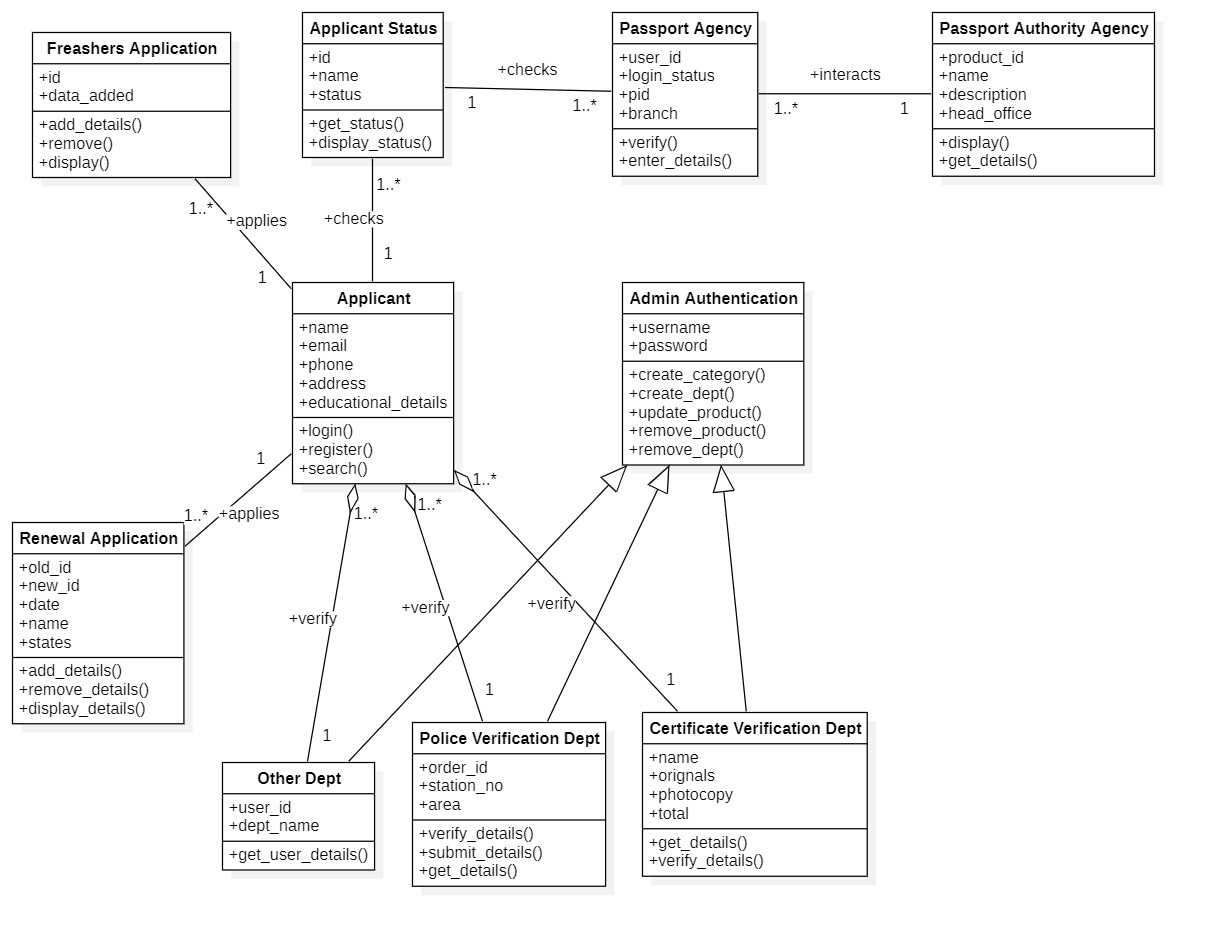 Freashers Application
+id
+data_added
+add_details()
+remove()
+display()
Applicant Status
+id
+name
+status
+get_status()
+display_status()
+checks
1
1..*
Passport Agency
+user_id
+login_status
+pid
+branch
+verify()
+enter_details()
+interacts
1..*
1
Passport Authority Agency
+product_id
+name
+description
+head_office
+display()
+get_details()
1..*
+applies
1
1..*
+checks
1
Applicant
+name
+email
+phone
+address
+educational_details
+login()
+register()
+search()
Admin Authentication
+username
+password
+create_category()
+create_dept()
+update_product()
+remove_product()
+remove_dept()
1
1..*
+applies
Renewal Application
+old_id
+new_id
+date
+name
+states
+add_details()
+remove_details()
+display_details()
1..*
+verify
1
1..*
+verify
1
1..*
+verify
1
Other Dept
+user_id
+dept_name
+get_user_details()
Police Verification Dept
+order_id
+station_no
+area
+verify_details()
+submit_details()
+get_details()
Certificate Verification Dept
+name
+orignals
+photocopy
+total
+get_details()
+verify_details()